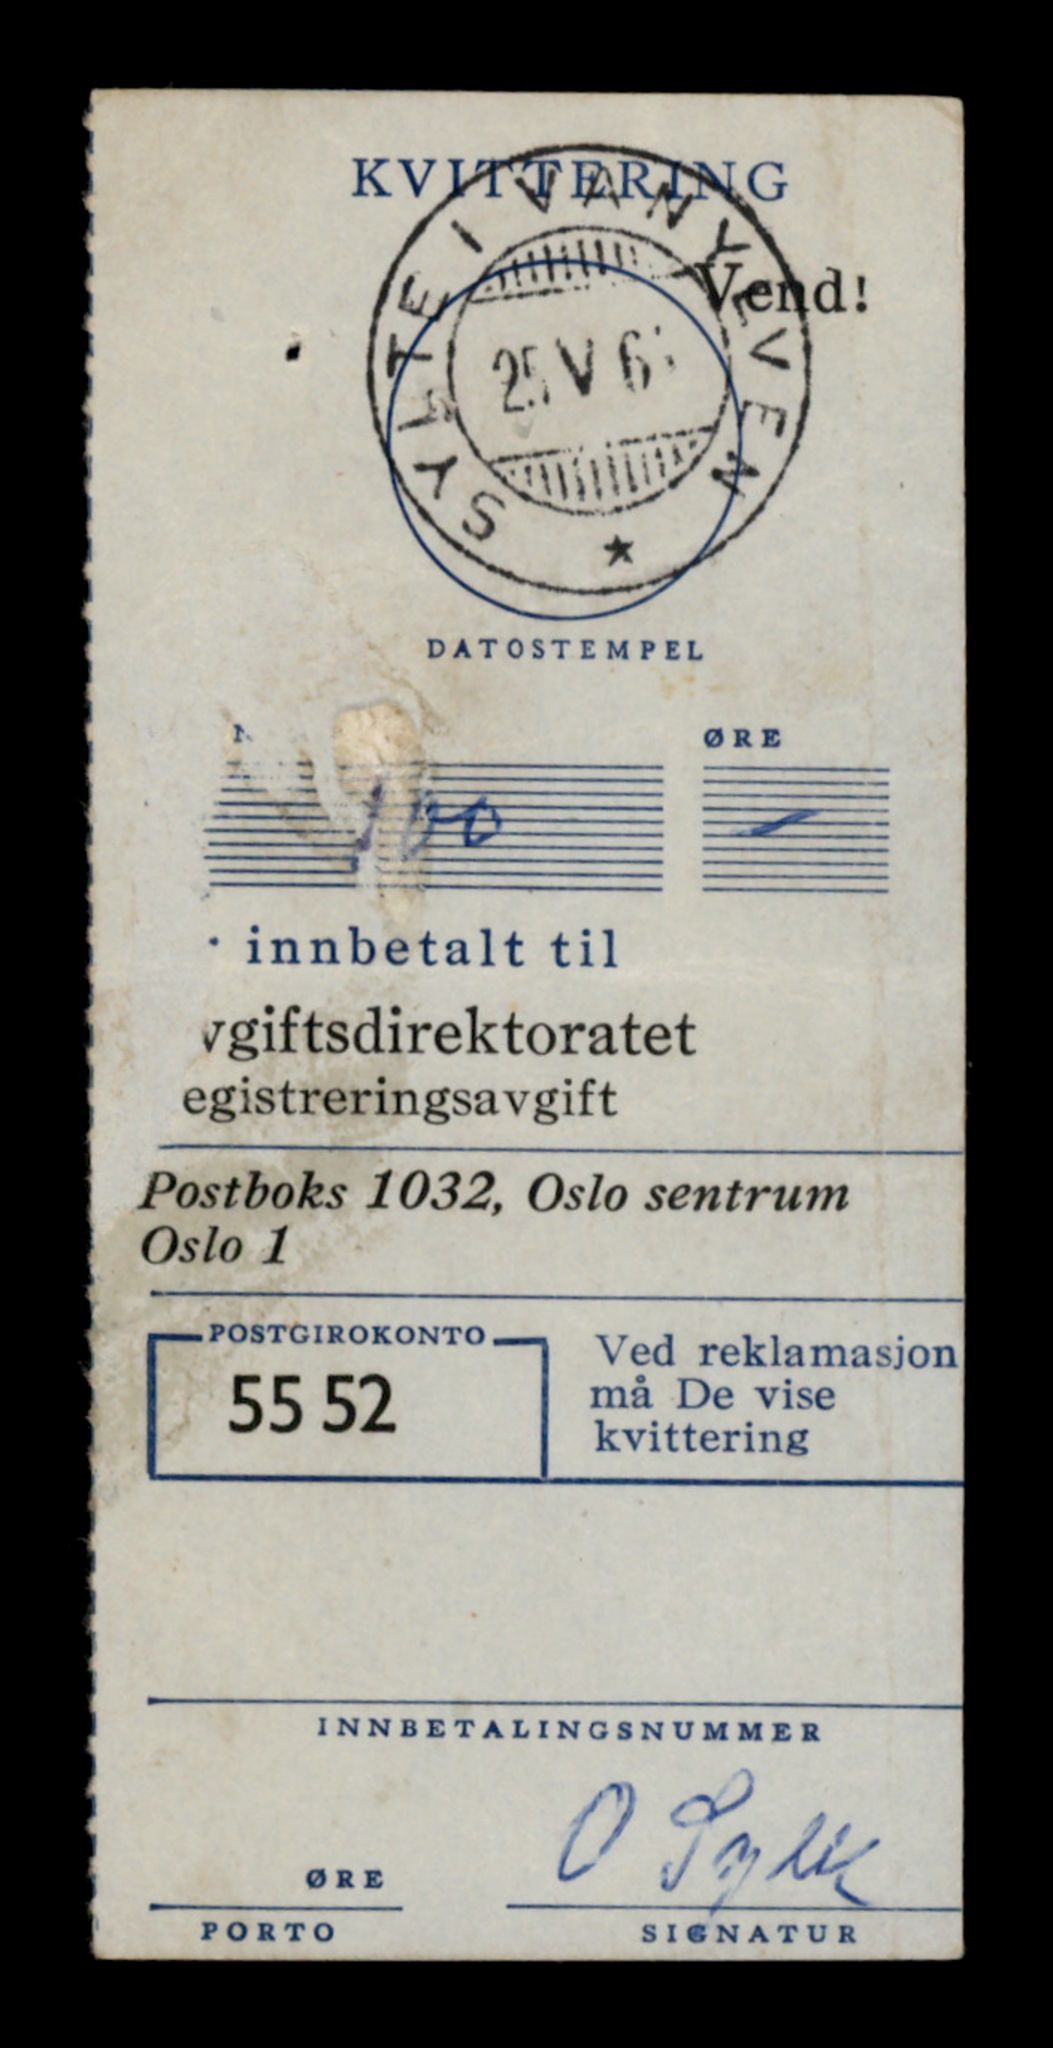 KVITTERING
SYLTE I VANYLVEN
Vend!
25 V 6
DATOSTEMPEL
ØRE
100 —
innbetalt til
vgiftsdirektoratet
egistreringsavgift
Postboks 1032, Oslo sentrum
Oslo 1
POSTGIROKONTO
55 52
Ved reklamasjon
må De vise
kvittering
INNBETALINGSNUMMER
O
ØRE
PORTO
SIGNATUR